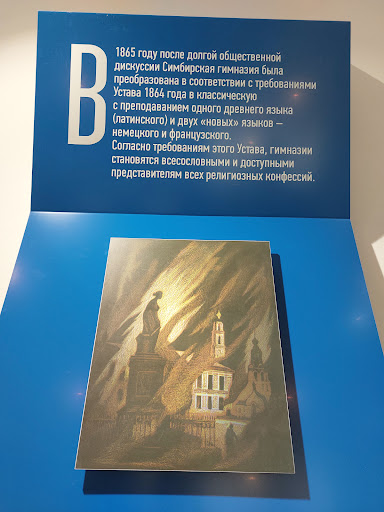 В 1865 году после долгой общественной
дискуссии Симбирская гимназия была
преобразована в соответствии с требованиями
Устава 1864 года в классическую
с преподаванием одного древнего языка
(латинского) и двух «новых» языков –
немецкого и французского.
Согласно требованиям этого Устава, гимназии
становятся всесословными и доступными
представителям всех религиозных конфессий.